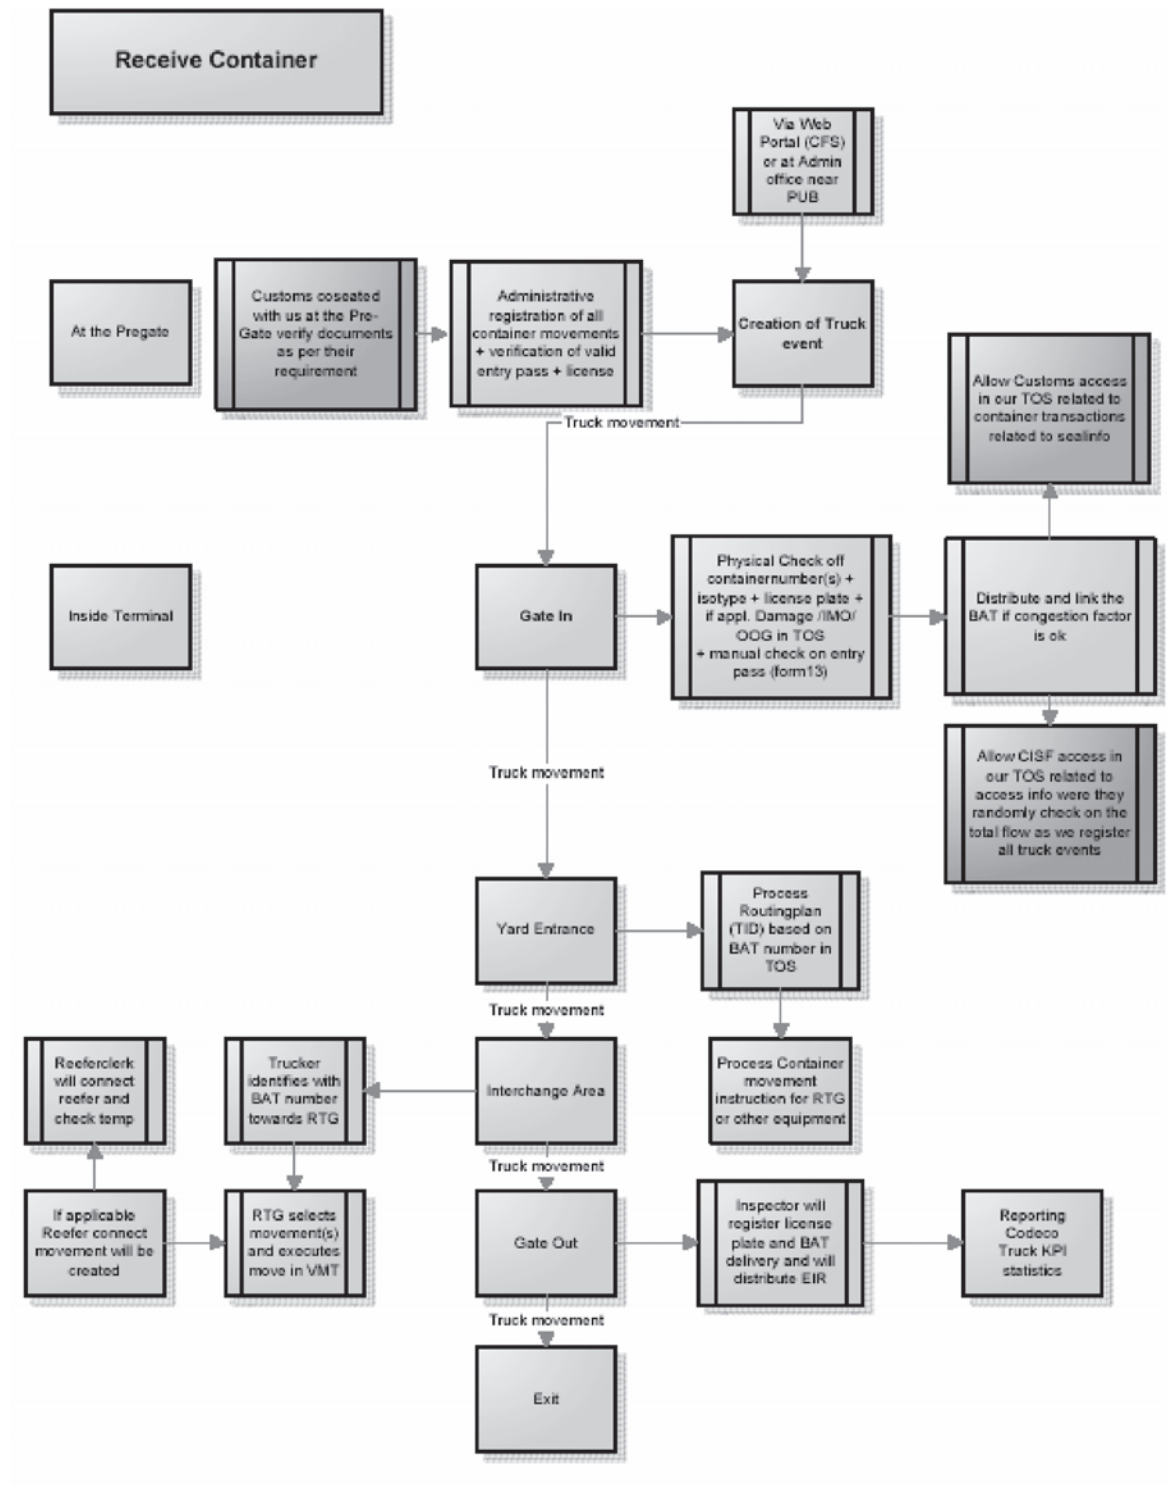 Receive Container
Via Web
Portal (CFS)
or at Admin
office near
PUB
At the Pregate
Customs coseated
with us at the Pre-
Gate verify documents
as per their
requirement
Administrative
registration of all
container movements
+ verification of valid
entry pass + license
Creation of Truck
event
Truck movement
Allow Customs access
in our TOS related to
container transactions
related to sealinfo
Inside Terminal
Gate In
Physical Check off
containernumber(s) +
isotype + license plate +
if appl. Damage /IMO/
OOG in TOS
+ manual check on entry
pass (form13)
Distribute and link the
BAT if congestion factor
is ok
Truck movement
Allow CISF access in
our TOS related to
access info were they
randomly check on the
total flow as we register
all truck events
Yard Entrance
Process
Routingplan
(TID) based on
BAT number in
TOS
Truck movement
Reeferclerk
will connect
reefer and
check temp
Trucker
identifies with
BAT number
towards RTG
Interchange Area
Process Container
movement
instruction for RTG
or other equipment
Truck movement
If applicable
Reefer connect
movement will be
created
RTG selects
movement(s)
and executes
move in VMT
Gate Out
Inspector will
register license
plate and BAT
delivery and will
distribute EIR
Reporting
Codeco
Truck KPI
statistics
Truck movement
Exit